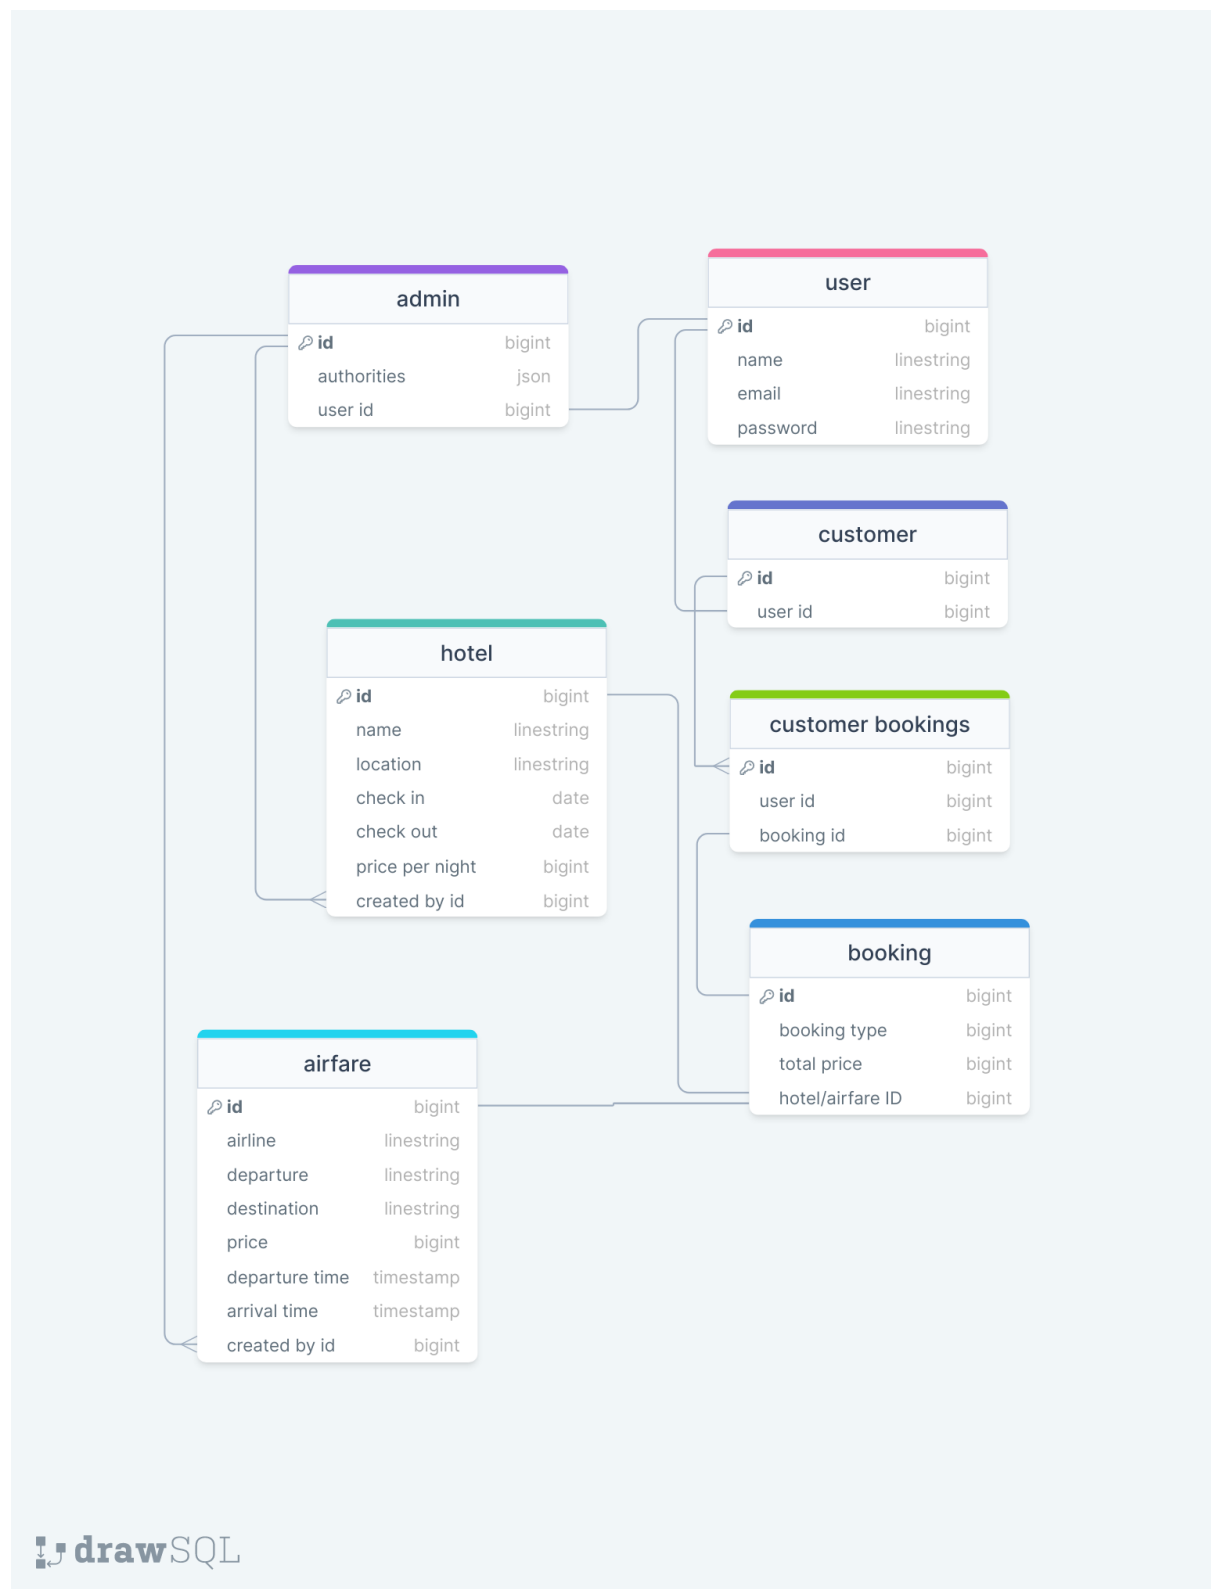 admin
id bigint
authorities json
user id bigint
user
id bigint
name linestring
email linestring
password linestring
customer
id bigint
user id bigint
hotel
id bigint
name linestring
location linestring
check in date
check out date
price per night bigint
created by id bigint
customer bookings
id bigint
user id bigint
booking id bigint
booking
id bigint
booking type bigint
total price bigint
hotel/airfare ID bigint
airfare
id bigint
airline linestring
departure linestring
destination linestring
price bigint
departure time timestamp
arrival time timestamp
created by id bigint
drawSQL